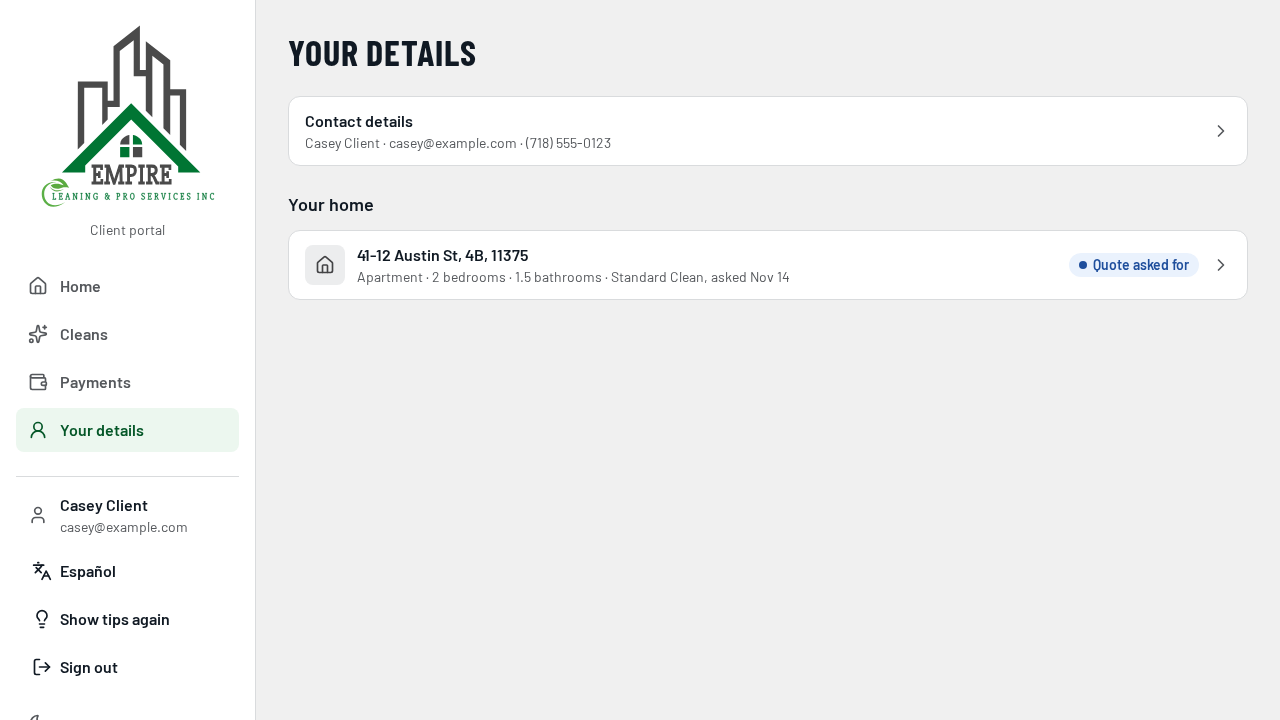 EMPIRE
LEANING & PRO SERVICES INC
Client portal
Home
Cleans
Payments
Your details
Casey Client
casey@example.com
Español
Show tips again
Sign out
YOUR DETAILS
Contact details
Casey Client · casey@example.com · (718) 555-0123
Your home
41-12 Austin St, 4B, 11375
Apartment · 2 bedrooms · 1.5 bathrooms · Standard Clean, asked Nov 14
Quote asked for